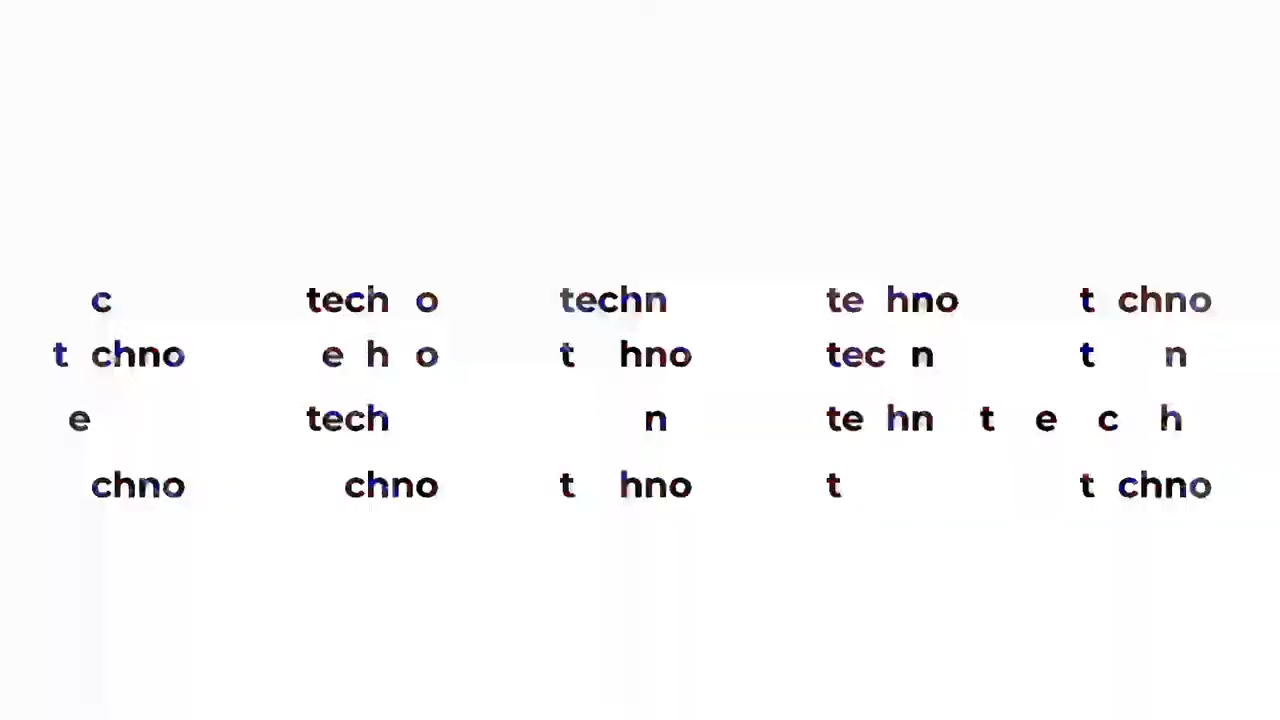 c tech o techn te hno t chno
t chno e h o t hno tec n t n
e tech n te hn t e c h
chno chno t hno t t chno